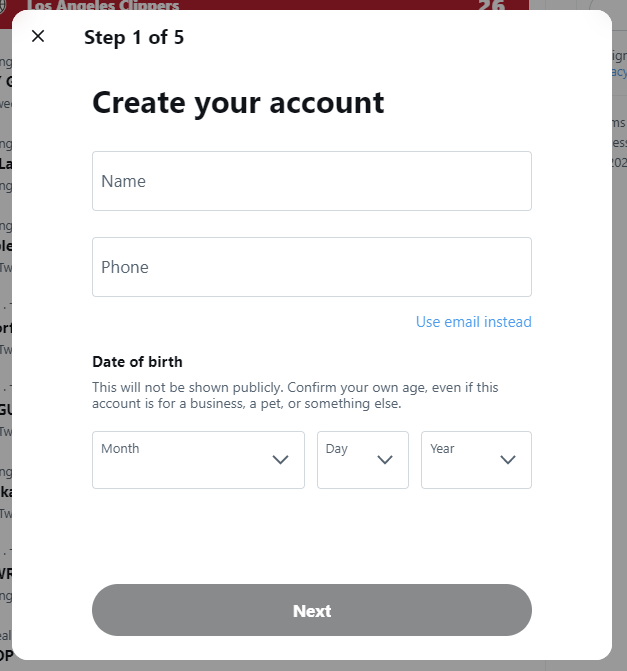 Los Angeles Clippers 26
Step 1 of 5
Create your account
Name
Phone
Use email instead
Date of birth
This will not be shown publicly. Confirm your own age, even if this
account is for a business, a pet, or something else.
Month Day Year
Next